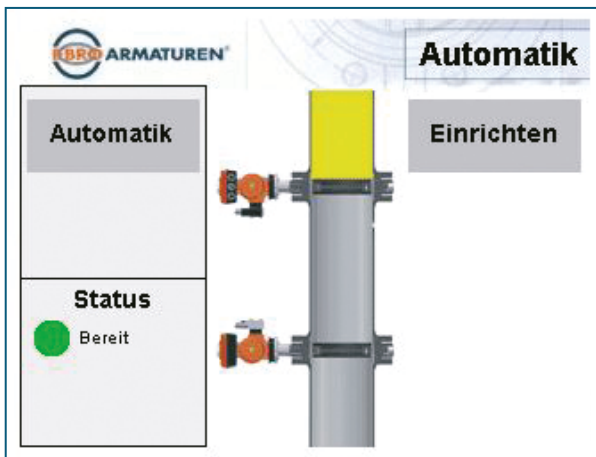 EBRO ARMATUREN®
Automatik
Automatik
Einrichten
Status
Bereit